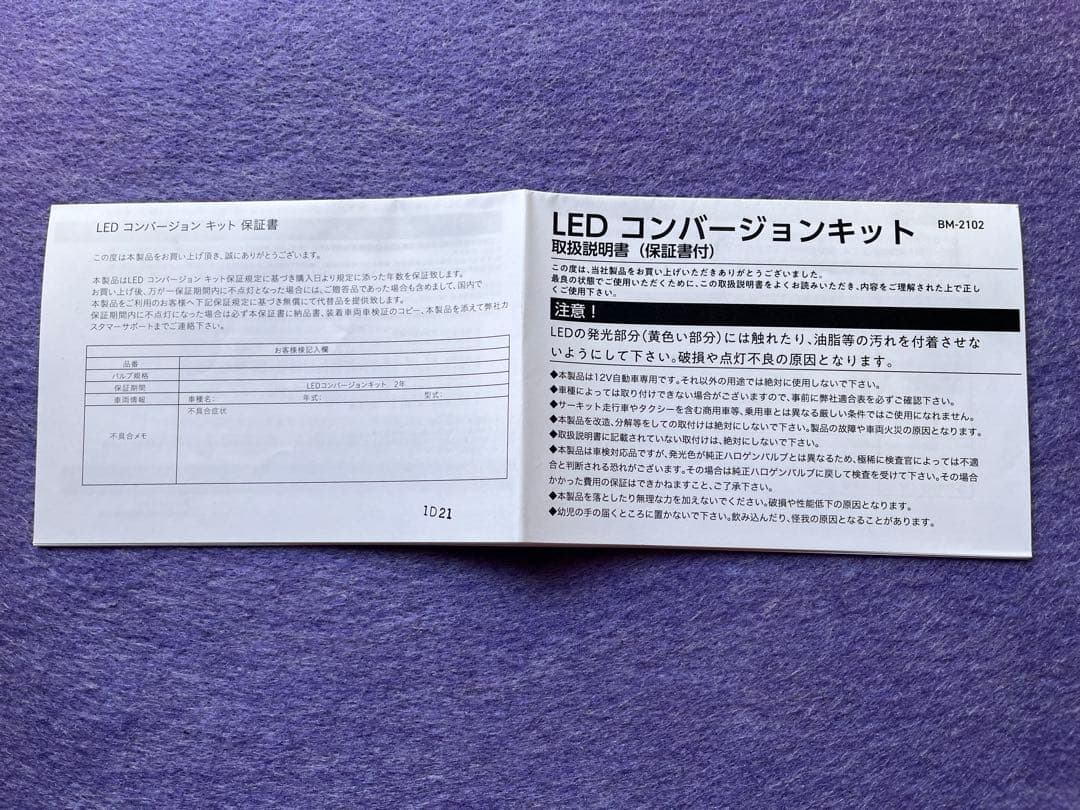 LED コンバージョン キット 保証書
この度は本製品をお買い上げ頂き、誠にありがとうございます。
本製品はLED コンバージョン キット保証規定に基づき購入日より規定に添った年数を保証致します。
お買い上げ後、万が一保証期間内に不点灯となった場合には、ご贈答品であった場合も含めまして、国内で
本製品をご利用のお客様へ下記保証規定に基づき無償にて代替品を提供致します。
保証期間内に不点灯になった場合は必ず本保証書に納品書、装着車両車検証のコピー、本製品を添えて弊社カ
スタマーサポートまでご連絡下さい。
お客様検記入欄
品番
バルブ規格
保証期間 LEDコンバージョンキット 2年
車両情報 車種名: 年式: 型式:
不具合メモ 不具合症状
1D21
LED コンバージョンキット BM-2102
取扱説明書（保証書付）
この度は、当社製品をお買い上げいただきありがとうございました。
最良の状態でご使用いただくために、この取扱説明書をよくお読みいただき、内容をご理解された上で正し
くご使用下さい。
注意！
LEDの発光部分（黄色い部分）には触れたり、油脂等の汚れを付着させな
いようにして下さい。破損や点灯不良の原因となります。
◆本製品は12V自動車専用です。それ以外の用途では絶対に使用しないで下さい。
◆車種によっては取り付けできない場合がございますので、事前に弊社適合表を必ずご確認下さい。
◆サーキット走行車やタクシーを含む商用車等、乗用車とは異なる厳しい条件ではご使用になれません。
◆本製品を改造、分解等をしての取付けは絶対にしないで下さい。製品の故障や車両火災の原因となります。
◆取扱説明書に記載されていない取付けは、絶対にしないで下さい。
◆本製品は車検対応品ですが、発光色が純正ハロゲンバルブとは異なるため、極稀に検査官によっては不適
合と判断される恐れがございます。その場合は純正ハロゲンバルブに戻して検査を受けて下さい。その場合
かかった費用の保証はできかねますこと、ご了承下さい。
◆本製品を落としたり無理な力を加えないでください。破損や性能低下の原因となります。
◆幼児の手の届くところに置かないで下さい。飲み込んだり、怪我の原因となることがあります。